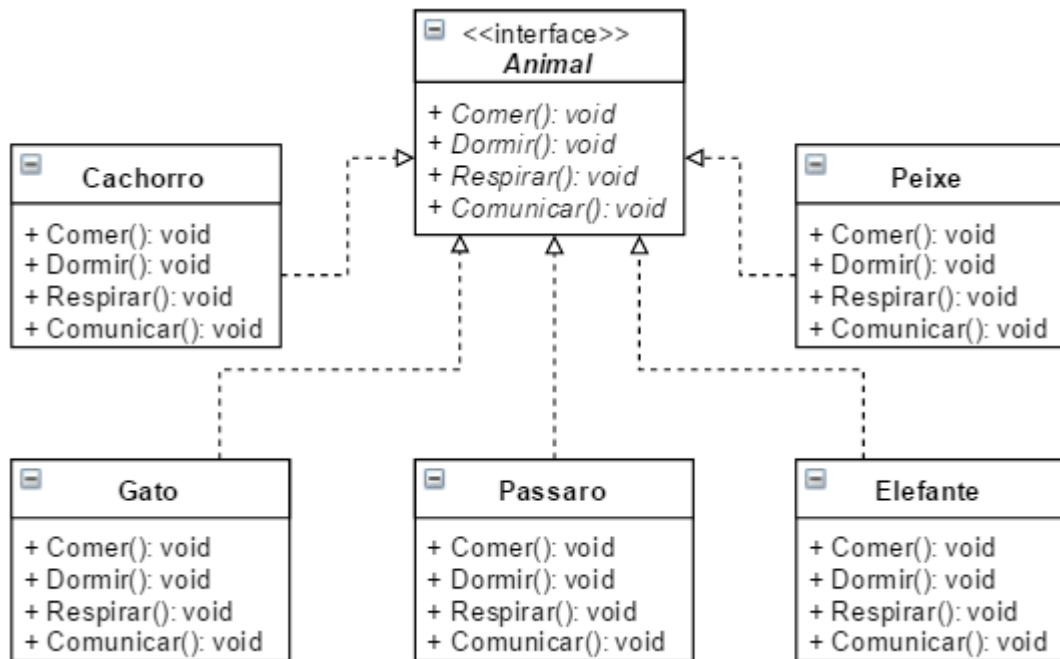 <<interface>>
Animal
+ Comer(): void
+ Dormir(): void
+ Respirar(): void
+ Comunicar(): void
Cachorro
+ Comer(): void
+ Dormir(): void
+ Respirar(): void
+ Comunicar(): void
Peixe
+ Comer(): void
+ Dormir(): void
+ Respirar(): void
+ Comunicar(): void
Gato
+ Comer(): void
+ Dormir(): void
+ Respirar(): void
+ Comunicar(): void
Passaro
+ Comer(): void
+ Dormir(): void
+ Respirar(): void
+ Comunicar(): void
Elefante
+ Comer(): void
+ Dormir(): void
+ Respirar(): void
+ Comunicar(): void